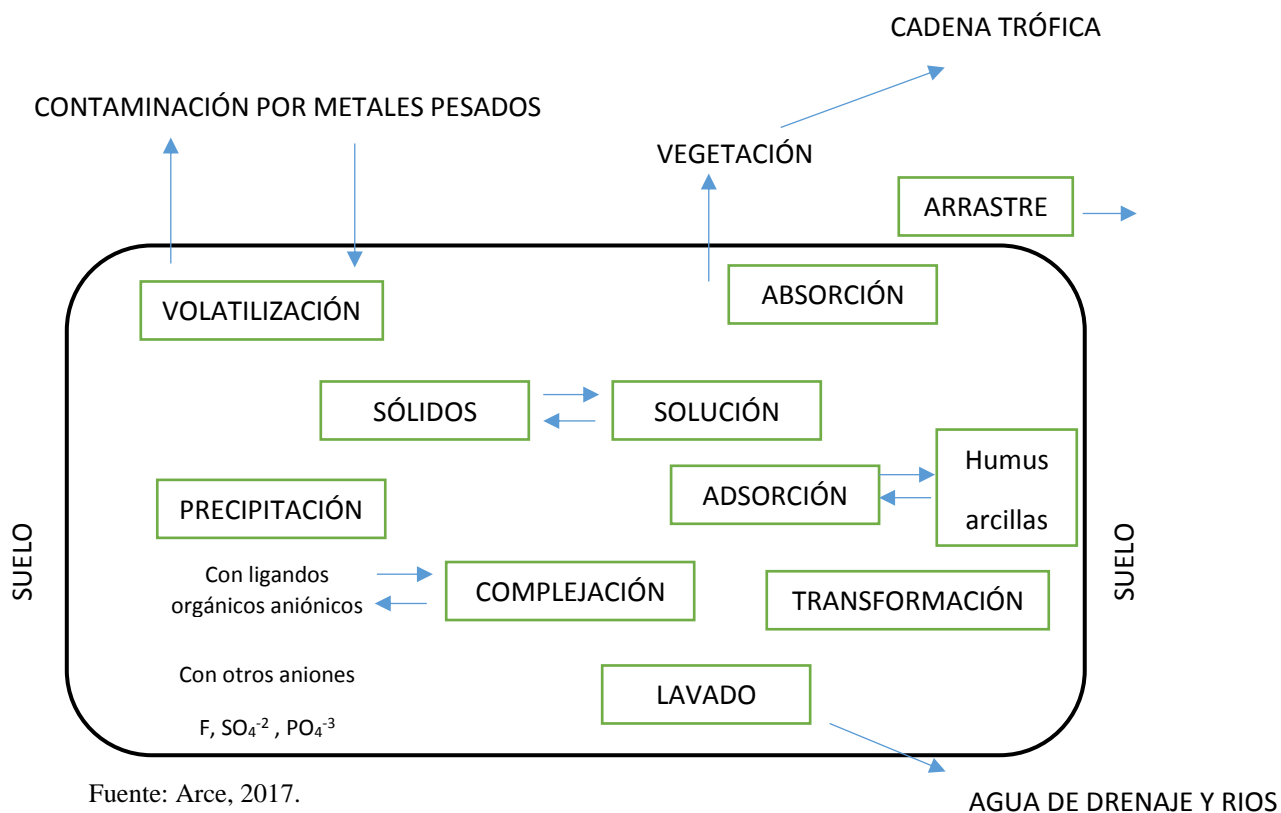 CADENA TRÓFICA
CONTAMINACIÓN POR METALES PESADOS
VEGETACIÓN
ARRASTRE
VOLATILIZACIÓN
ABSORCIÓN
SÓLIDOS
SOLUCIÓN
Humus
arcillas
ADSORCIÓN
PRECIPITACIÓN
SUELO
SUELO
Con ligandos
orgánicos aniónicos
COMPLEJACIÓN
TRANSFORMACIÓN
Con otros aniones
F, SO₄⁻² , PO₄⁻³
LAVADO
Fuente: Arce, 2017.
AGUA DE DRENAJE Y RIOS